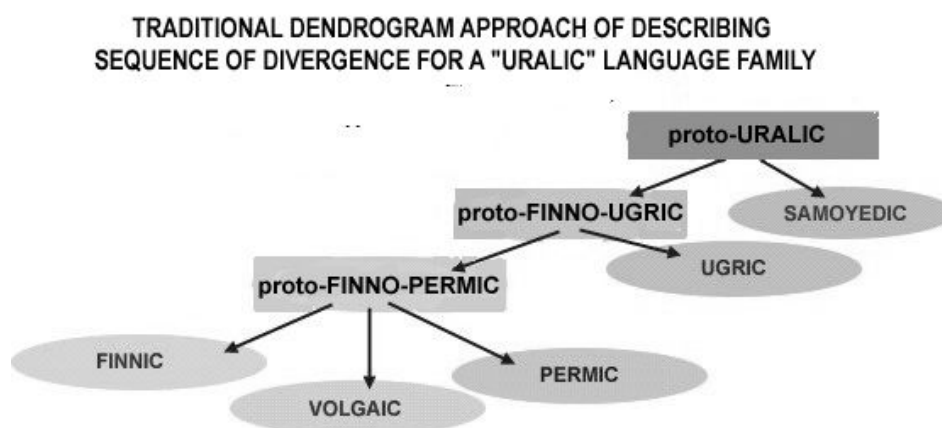 TRADITIONAL DENDROGRAM APPROACH OF DESCRIBING
SEQUENCE OF DIVERGENCE FOR A "URALIC" LANGUAGE FAMILY
proto-URALIC
proto-FINNO-UGRIC
SAMOYEDIC
UGRIC
proto-FINNO-PERMIC
FINNIC
PERMIC
VOLGAIC